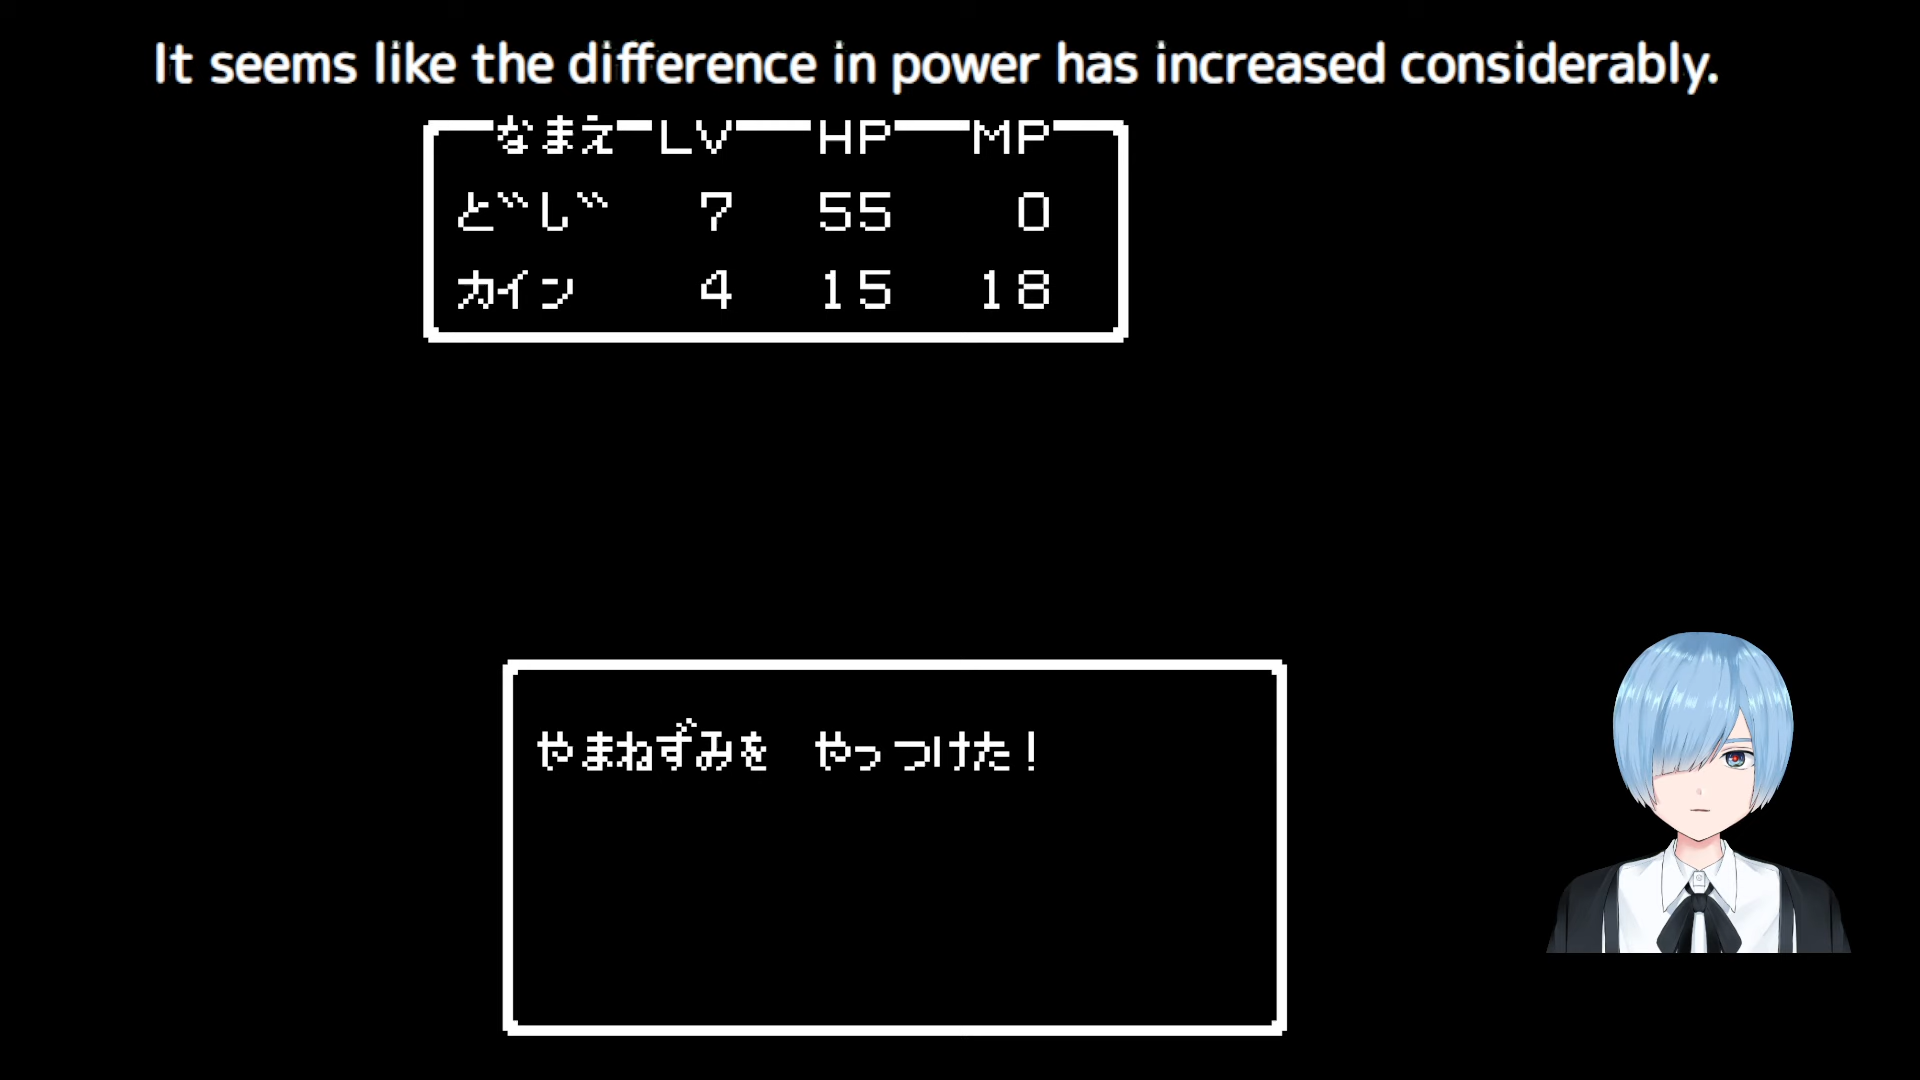 It seems like the difference in power has increased considerably.
なまえ LV HP MP
ど゛じ゛ 7 55 0
カイン 4 15 18
やまねずみを やっつけた!